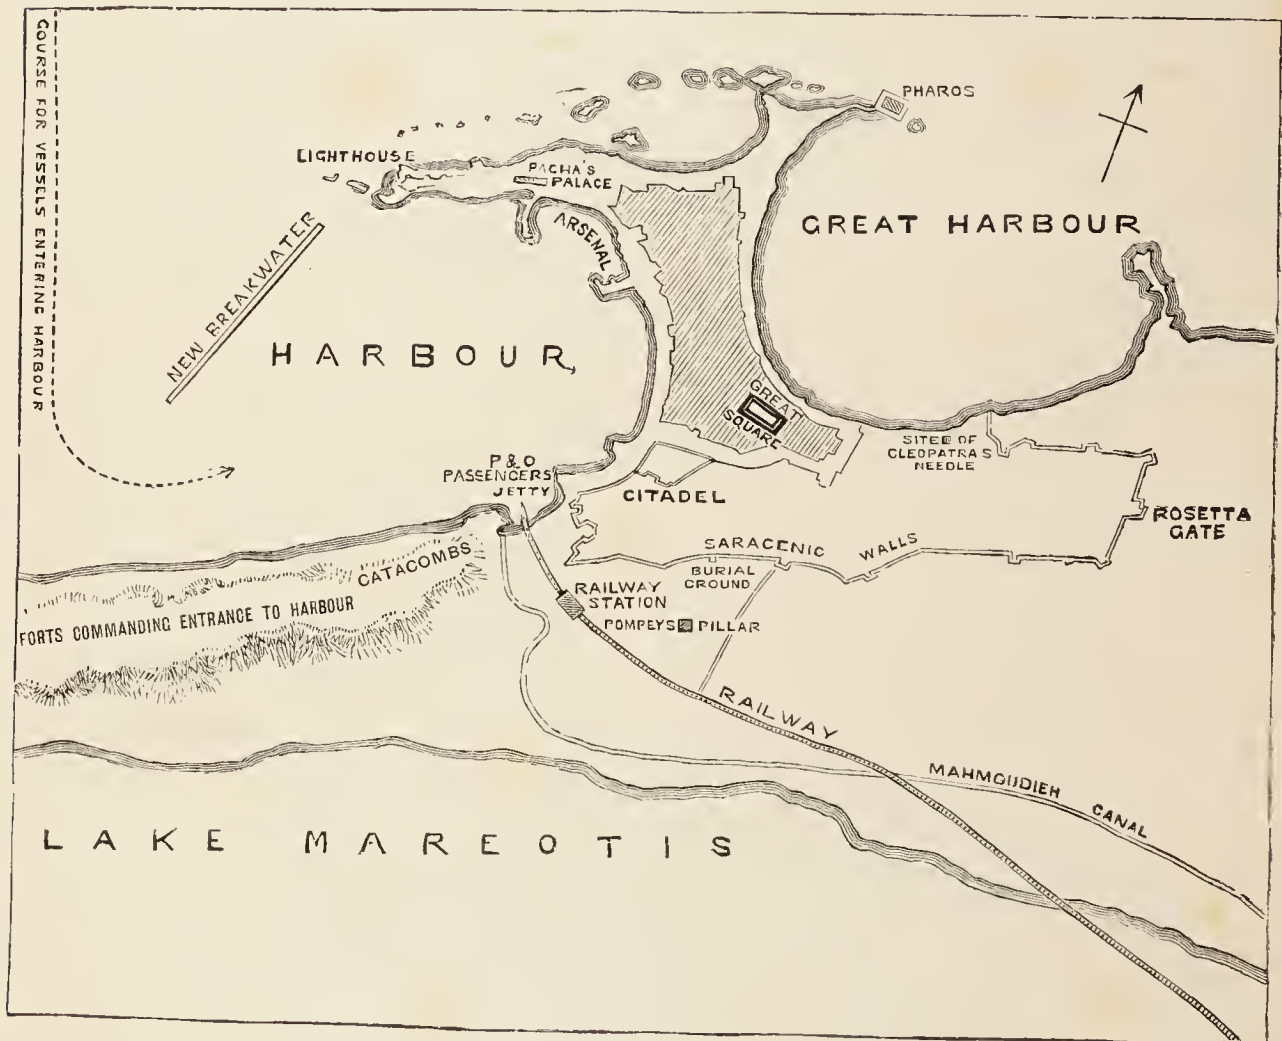 COURSE FOR VESSELS ENTERING HARBOUR
PHAROS
LIGHTHOUSE
PACHA'S
PALACE
ARSENAL
GREAT HARBOUR
NEW BREAKWATER
HARBOUR
GREAT
SQUARE
SITE OF
CLEOPATRAS
NEEDLE
P & O
PASSENGERS
JETTY
CITADEL
ROSETTA
GATE
SARACENIC WALLS
CATACOMBS
BURIAL
GROUND
RAILWAY
STATION
FORTS COMMANDING ENTRANCE TO HARBOUR
POMPEYS PILLAR
RAILWAY
MAHMOUDIEH CANAL
LAKE MAREOTIS